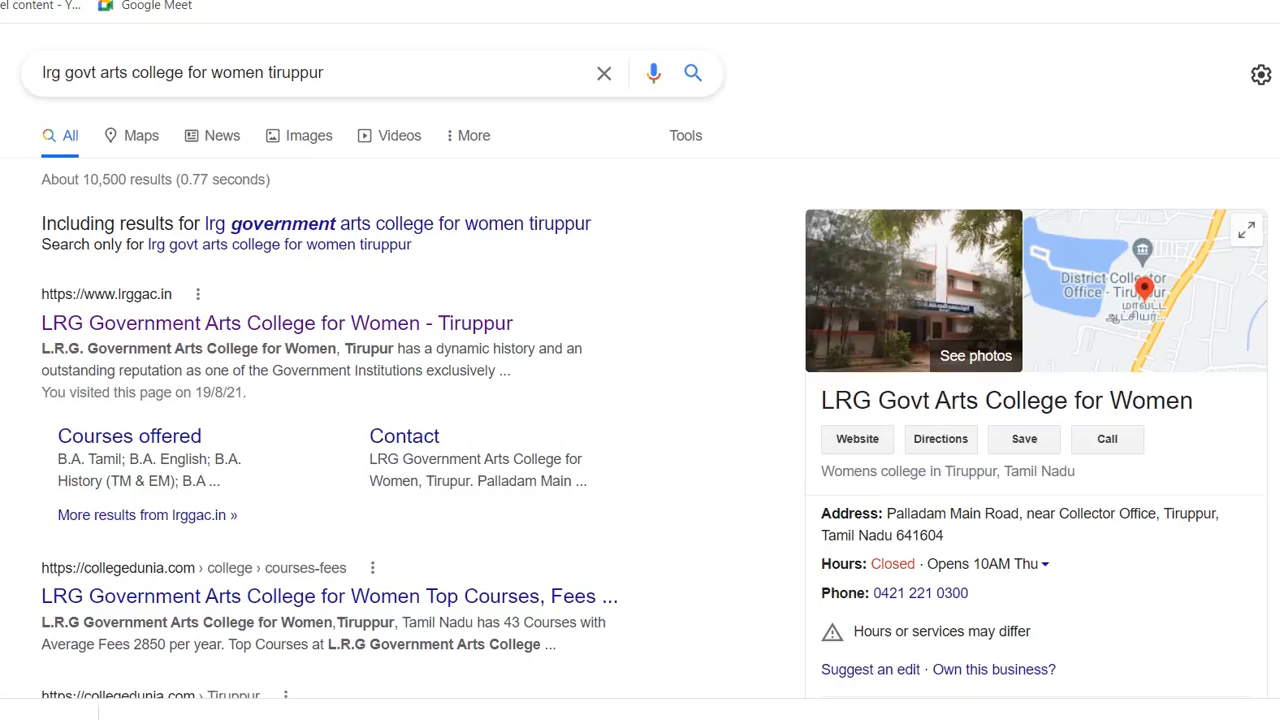 el content - Y...
Google Meet
lrg govt arts college for women tiruppur
All
Maps
News
Images
Videos
More
Tools
About 10,500 results (0.77 seconds)
Including results for lrg government arts college for women tiruppur
Search only for lrg govt arts college for women tiruppur
https://www.lrggac.in
LRG Government Arts College for Women - Tiruppur
L.R.G. Government Arts College for Women, Tirupur has a dynamic history and an
outstanding reputation as one of the Government Institutions exclusively ...
You visited this page on 19/8/21.
Courses offered
B.A. Tamil; B.A. English; B.A.
History (TM & EM); B.A ...
Contact
LRG Government Arts College for
Women, Tirupur. Palladam Main ...
More results from lrggac.in »
https://collegedunia.com › college › courses-fees
LRG Government Arts College for Women Top Courses, Fees ...
L.R.G Government Arts College for Women,Tiruppur, Tamil Nadu has 43 Courses with
Average Fees 2850 per year. Top Courses at L.R.G Government Arts College ...
https://collegedunia.com › Tiruppur
See photos
District Collector
Office - Tiruppur
மாவட்ட
ஆட்சியர்...
LRG Govt Arts College for Women
Website
Directions
Save
Call
Womens college in Tiruppur, Tamil Nadu
Address: Palladam Main Road, near Collector Office, Tiruppur,
Tamil Nadu 641604
Hours: Closed · Opens 10AM Thu
Phone: 0421 221 0300
Hours or services may differ
Suggest an edit · Own this business?